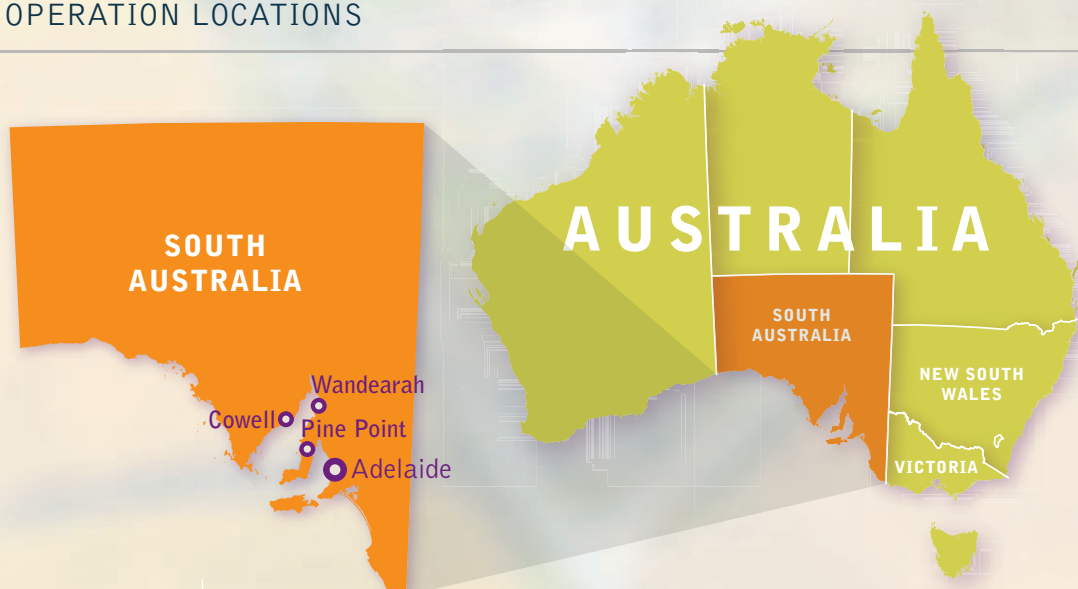 OPERATION LOCATIONS
SOUTH
AUSTRALIA
Wandearah
Cowell
Pine Point
Adelaide
AUSTRALIA
SOUTH
AUSTRALIA
NEW SOUTH
WALES
VICTORIA